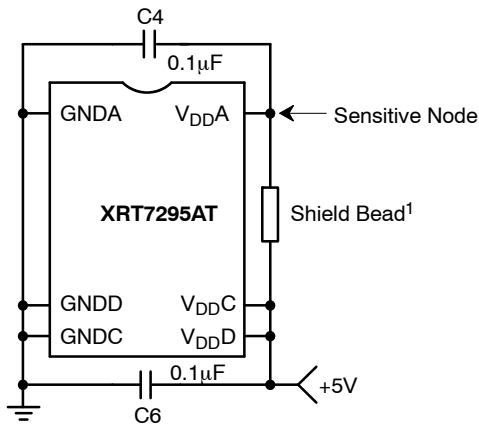 C4
0.1μF
GNDA
VDDA
Sensitive Node
XRT7295AT
Shield Bead¹
GNDD
VDDC
GNDC
VDDD
0.1μF
+5V
C6